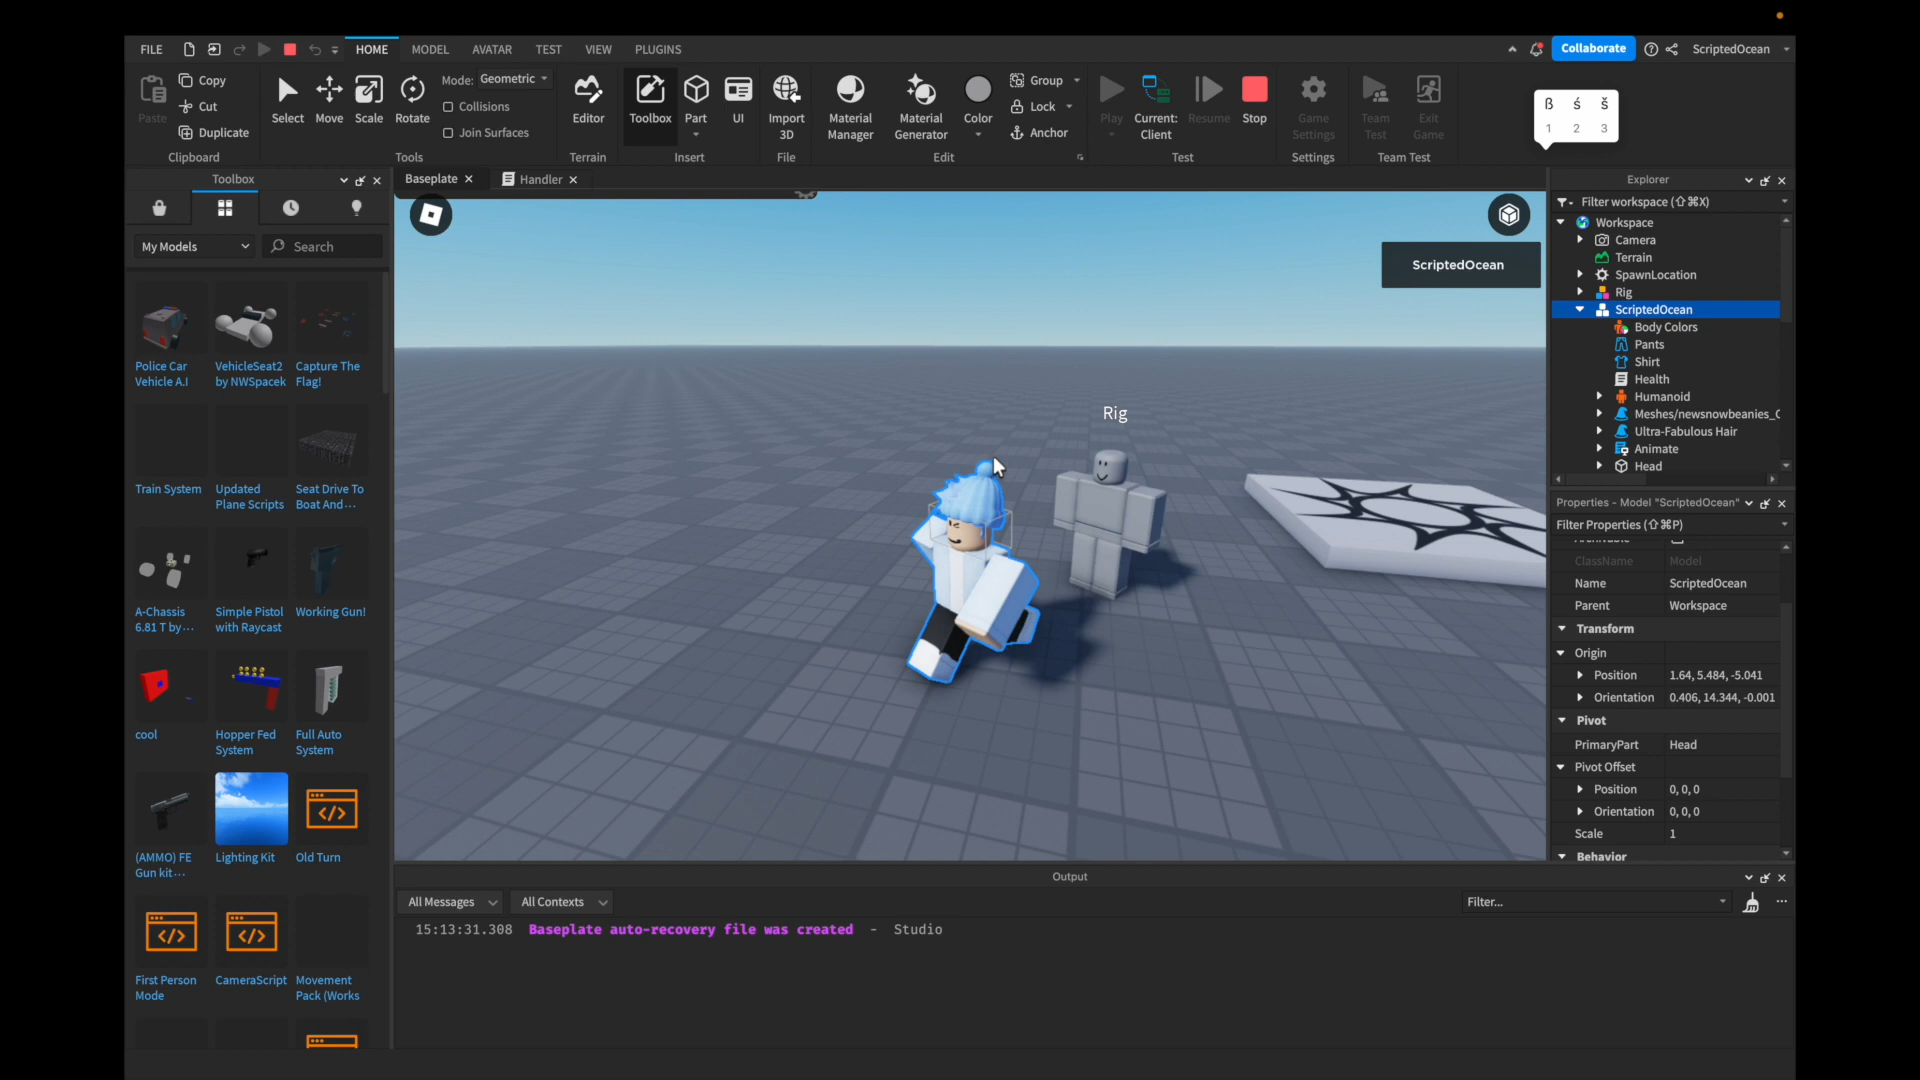 FILE
HOME
MODEL
AVATAR
TEST
VIEW
PLUGINS
Collaborate
ScriptedOcean
Paste
Copy
Cut
Duplicate
Clipboard
Select
Move
Scale
Rotate
Mode: Geometric
Collisions
Join Surfaces
Tools
Editor
Terrain
Toolbox
Part
UI
Insert
Import
3D
File
Material
Manager
Material
Generator
Color
Group
Lock
Anchor
Edit
Play
Current:
Client
Resume
Stop
Test
Game
Settings
Settings
Team
Test
Exit
Game
Team Test
ß ś š
1 2 3
Toolbox
Baseplate
Handler
My Models
Search
Police Car
Vehicle A.I
VehicleSeat2
by NWSpacek
Capture The
Flag!
Train System
Updated
Plane Scripts
Seat Drive To
Boat And…
A-Chassis
6.81 T by…
Simple Pistol
with Raycast
Working Gun!
cool
Hopper Fed
System
Full Auto
System
(AMMO) FE
Gun kit…
Lighting Kit
Old Turn
First Person
Mode
CameraScript
Movement
Pack (Works
ScriptedOcean
Rig
Explorer
Filter workspace (⇧⌘X)
Workspace
Camera
Terrain
SpawnLocation
Rig
ScriptedOcean
Body Colors
Pants
Shirt
Health
Humanoid
Meshes/newsnowbeanies_C
Ultra-Fabulous Hair
Animate
Head
Properties - Model "ScriptedOcean"
Filter Properties (⇧⌘P)
ClassName Model
Name ScriptedOcean
Parent Workspace
Transform
Origin
Position 1.64, 5.484, -5.041
Orientation 0.406, 14.344, -0.001
Pivot
PrimaryPart Head
Pivot Offset
Position 0, 0, 0
Orientation 0, 0, 0
Scale 1
Behavior
Output
All Messages
All Contexts
Filter...
15:13:31.308 Baseplate auto-recovery file was created - Studio